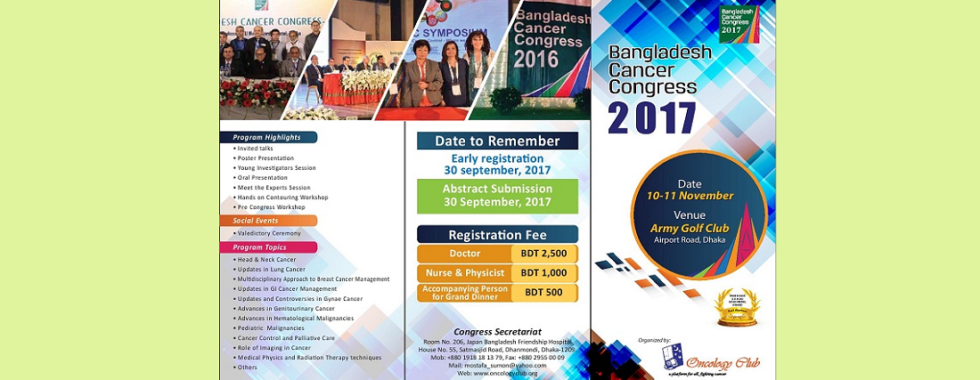 ESH CANCER CONGRESS
C SYMPOSIUM
Bangladesh
Cancer
Congress
2016
Program Highlights
• Invited talks
• Poster Presentation
• Young Investigators Session
• Oral Presentation
• Meet the Experts Session
• Hands on Contouring Workshop
• Pre Congress Workshop
Social Events
• Valedictory Ceremony
Program Topics
• Head & Neck Cancer
• Updates in Lung Cancer
• Multidisciplinary Approach to Breast Cancer Management
• Updates in GI Cancer Management
• Updates and Controversies in Gynae Cancer
• Advances in Genitourinary Cancer
• Advances in Hematological Malignancies
• Pediatric Malignancies
• Cancer Control and Palliative Care
• Role of Imaging in Cancer
• Medical Physics and Radiation Therapy techniques
• Others
Date to Remember
Early registration
30 september, 2017
Abstract Submission
30 September, 2017
Registration Fee
Doctor BDT 2,500
Nurse & Physicist BDT 1,000
Accompanying Person
for Grand Dinner BDT 500
Congress Secretariat
Room No. 206, Japan Bangladesh Friendship Hospital,
House No. 55, Satmasjid Road, Dhanmondi, Dhaka-1209
Mob: +880 1918 18 13 79, Fax: +880 2955 00 09
Mail: mostafa_sumon@yahoo.com
Web: www.oncologyclub.org
Bangladesh
Cancer
Congress
2017
Bangladesh
Cancer
Congress
2017
Date
10-11 November
Venue
Army Golf Club
Airport Road, Dhaka
Organized by:
Oncology Club
a platform for all, fighting cancer